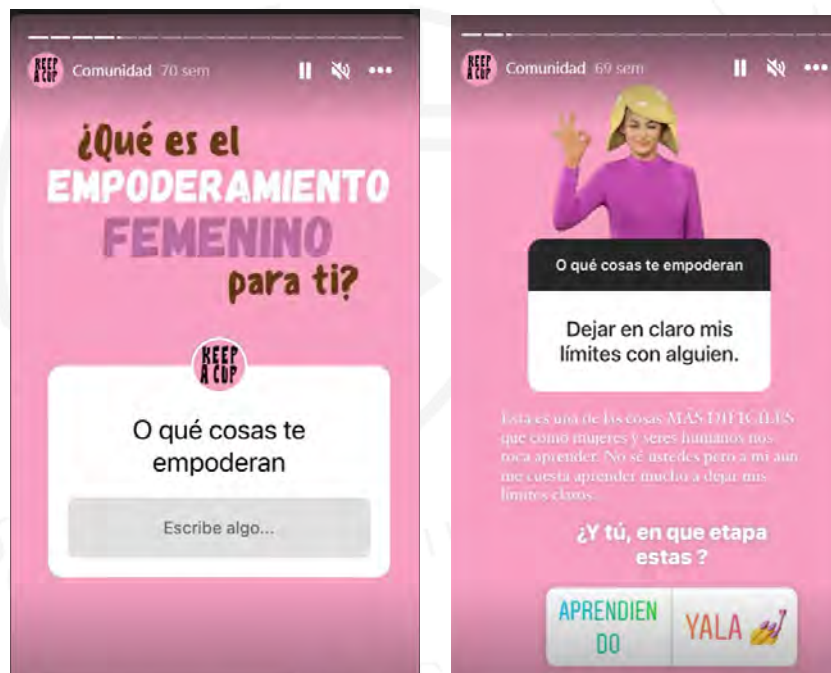 KEEP
A CUP
Comunidad 70 sem
¿Qué es el
EMPODERAMIENTO
FEMENINO
para ti?
KEEP
A CUP
O qué cosas te
empoderan
Escribe algo...
KEEP
A CUP
Comunidad 69 sem
O qué cosas te empoderan
Dejar en claro mis
límites con alguien.
Esta es una de las cosas MÁS DIFICILES
que como mujeres y seres humanos nos
toca aprender. No sé ustedes pero a mi aun
me cuesta aprender mucho a dejar mis
límites claros.
¿Y tú, en que etapa
estas ?
APRENDIEN
DO
YALA